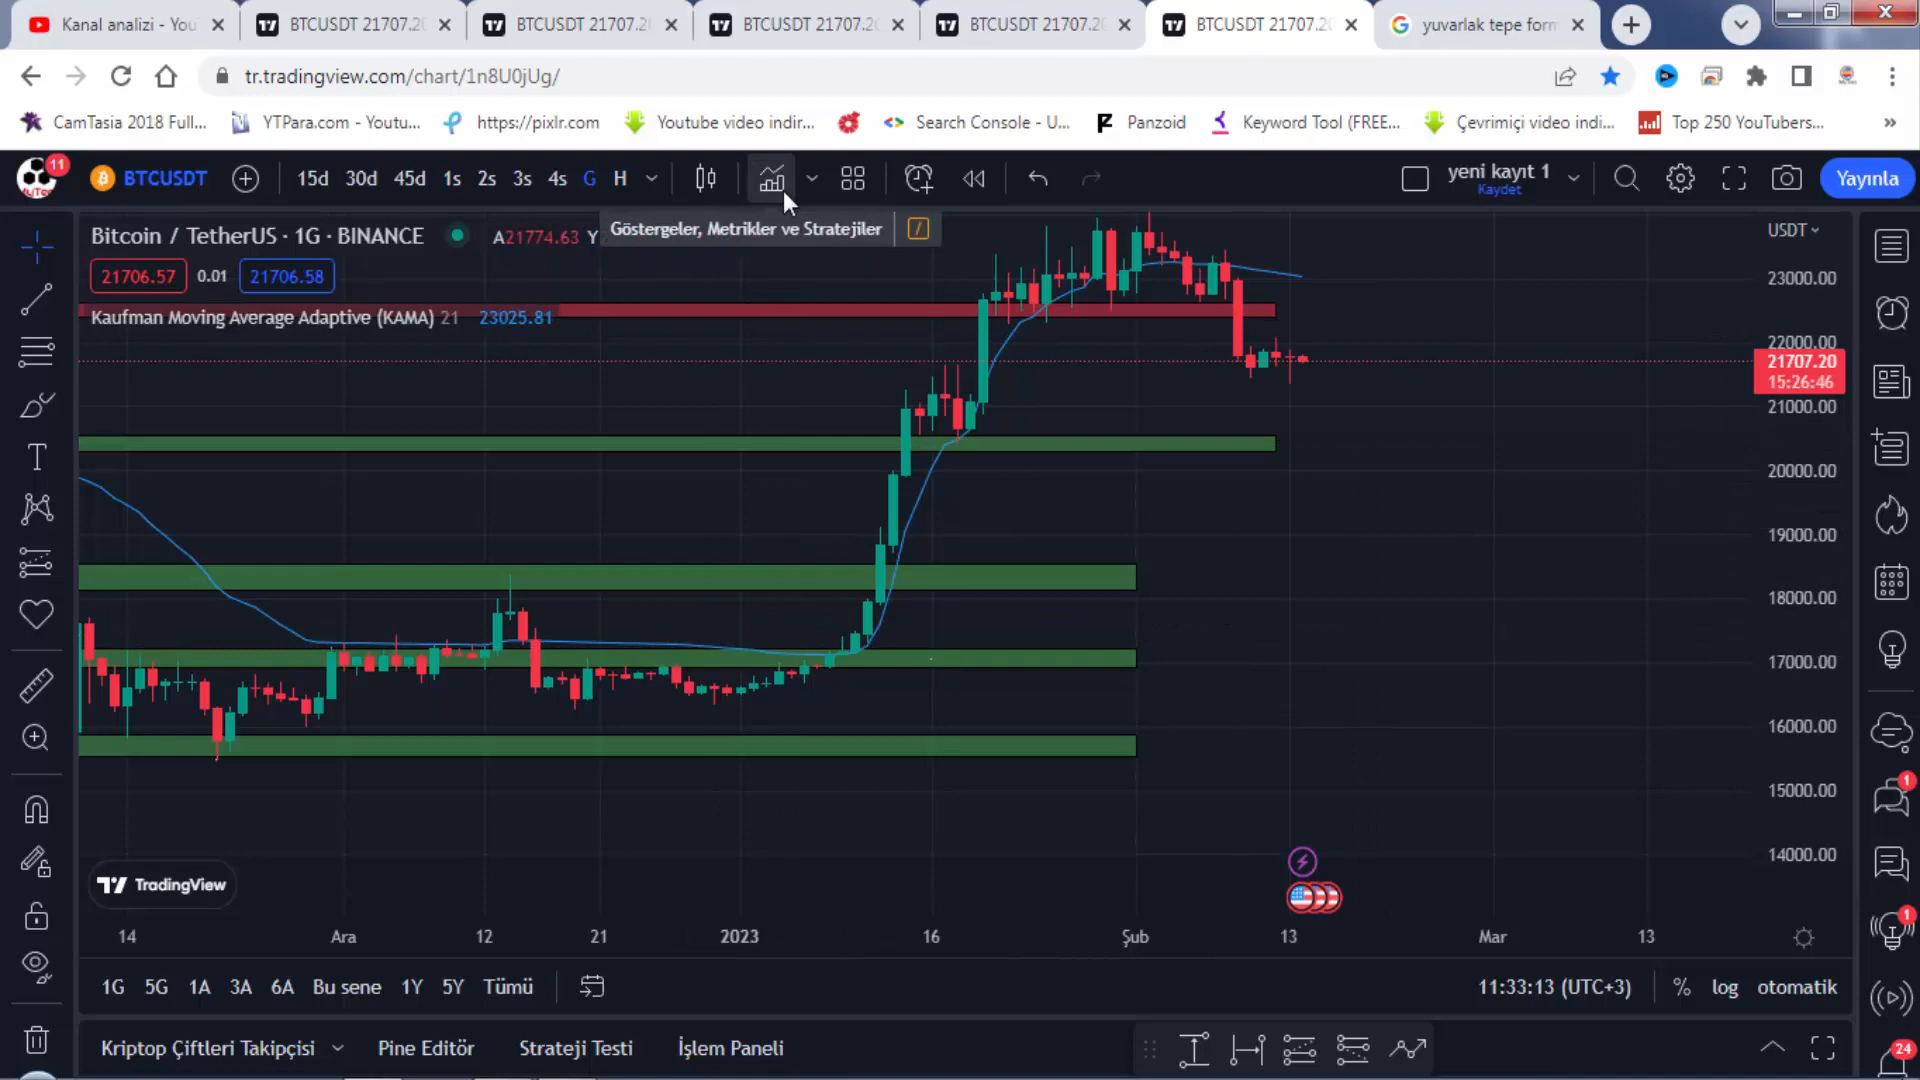 Kanal analizi - You
BTCUSDT 21707.2
BTCUSDT 21707.2
BTCUSDT 21707.2
BTCUSDT 21707.2
BTCUSDT 21707.2
yuvarlak tepe form
tr.tradingview.com/chart/1n8U0jUg/
CamTasia 2018 Full...
YTPara.com - Youtu...
https://pixlr.com
Youtube video indir...
Search Console - U...
Panzoid
Keyword Tool (FREE...
Çevrimiçi video indi...
Top 250 YouTubers...
»
11
BTCUSDT
15d 30d 45d 1s 2s 3s 4s G H
yeni kayıt 1
Kaydet
Yayınla
Bitcoin / TetherUS · 1G · BINANCE
A21774.63 Y
Göstergeler, Metrikler ve Stratejiler /
USDT
21706.57 0.01 21706.58
Kaufman Moving Average Adaptive (KAMA) 21 23025.81
23000.00
22000.00
21707.20
15:26:46
21000.00
20000.00
19000.00
18000.00
17000.00
16000.00
15000.00
14000.00
TradingView
14 Ara 12 21 2023 16 Şub 13 Mar 13
1G 5G 1A 3A 6A Bu sene 1Y 5Y Tümü
11:33:13 (UTC+3) % log otomatik
Kriptop Çiftleri Takipçisi Pine Editör Strateji Testi İşlem Paneli
1
1
24